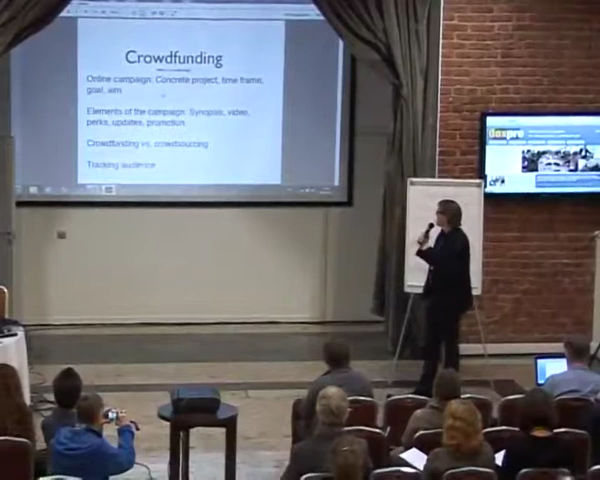 Crowdfunding
Online campaign: Concrete project, time frame,
goal, aim
Elements of the campaign: Synopsis, video,
perks, updates, promotion
Crowdfunding vs. crowdsourcing
Tracking audience
doxpro